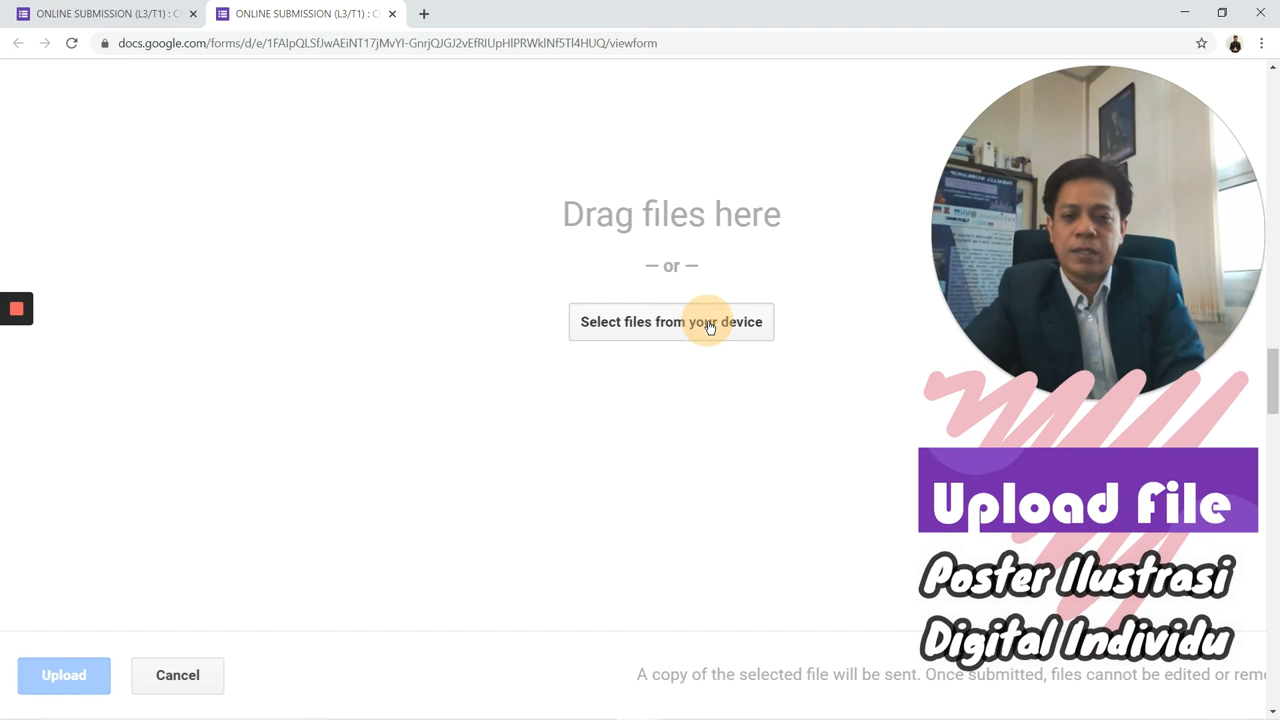 ONLINE SUBMISSION (L3/T1) : C
ONLINE SUBMISSION (L3/T1) : C
docs.google.com/forms/d/e/1FAIpQLSfJwAEiNT17jMvYI-GnrjQJGJ2vEfRIUpHlPRWklNf5Tl4HUQ/viewform
Drag files here
— or —
Select files from your device
Upload File
Poster Ilustrasi
Digital Individu
Upload
Cancel
A copy of the selected file will be sent. Once submitted, files cannot be edited or remo